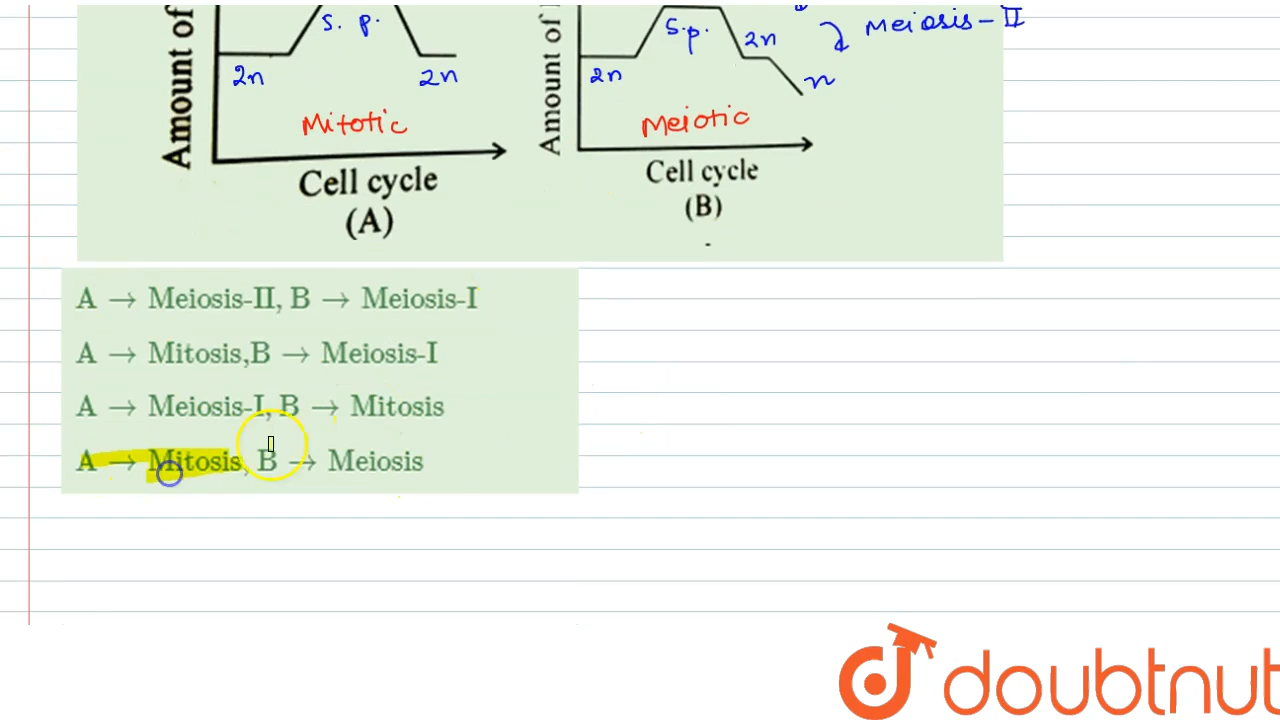 Amount of
S. p.
2n
2n
Mitotic
Cell cycle
(A)
Amount of
S.p.
2n
2n
n
Meiosis-II
Meiotic
Cell cycle
(B)
A → Meiosis-II, B → Meiosis-I
A → Mitosis,B → Meiosis-I
A → Meiosis-I, B → Mitosis
A → Mitosis, B → Meiosis
doubtnut